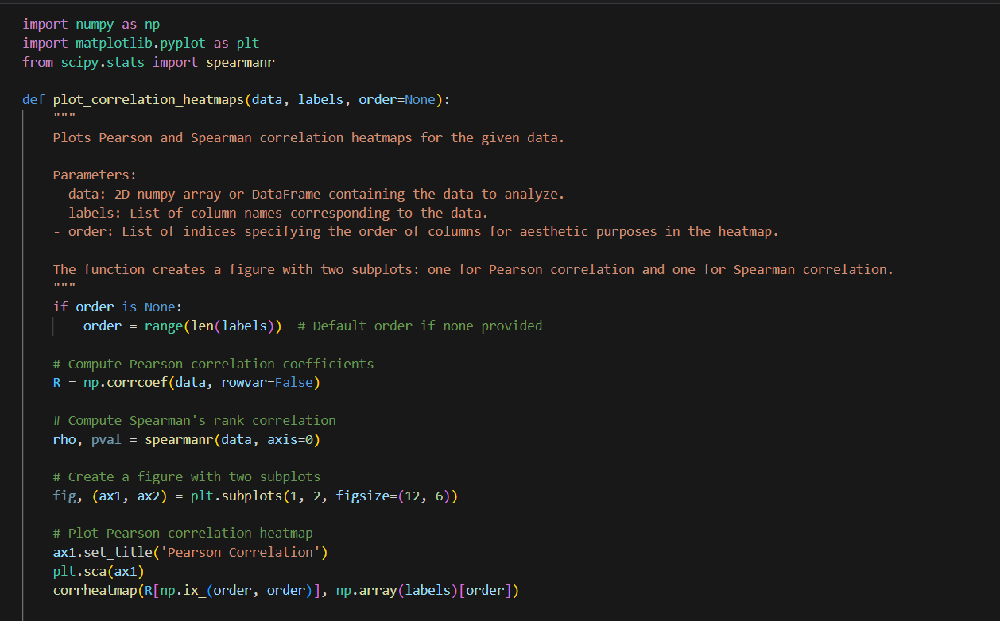 import numpy as np
import matplotlib.pyplot as plt
from scipy.stats import spearmanr
def plot_correlation_heatmaps(data, labels, order=None):
"""
Plots Pearson and Spearman correlation heatmaps for the given data.
Parameters:
- data: 2D numpy array or DataFrame containing the data to analyze.
- labels: List of column names corresponding to the data.
- order: List of indices specifying the order of columns for aesthetic purposes in the heatmap.
The function creates a figure with two subplots: one for Pearson correlation and one for Spearman correlation.
"""
if order is None:
order = range(len(labels))  # Default order if none provided
# Compute Pearson correlation coefficients
R = np.corrcoef(data, rowvar=False)
# Compute Spearman's rank correlation
rho, pval = spearmanr(data, axis=0)
# Create a figure with two subplots
fig, (ax1, ax2) = plt.subplots(1, 2, figsize=(12, 6))
# Plot Pearson correlation heatmap
ax1.set_title('Pearson Correlation')
plt.sca(ax1)
corrheatmap(R[np.ix_(order, order)], np.array(labels)[order])